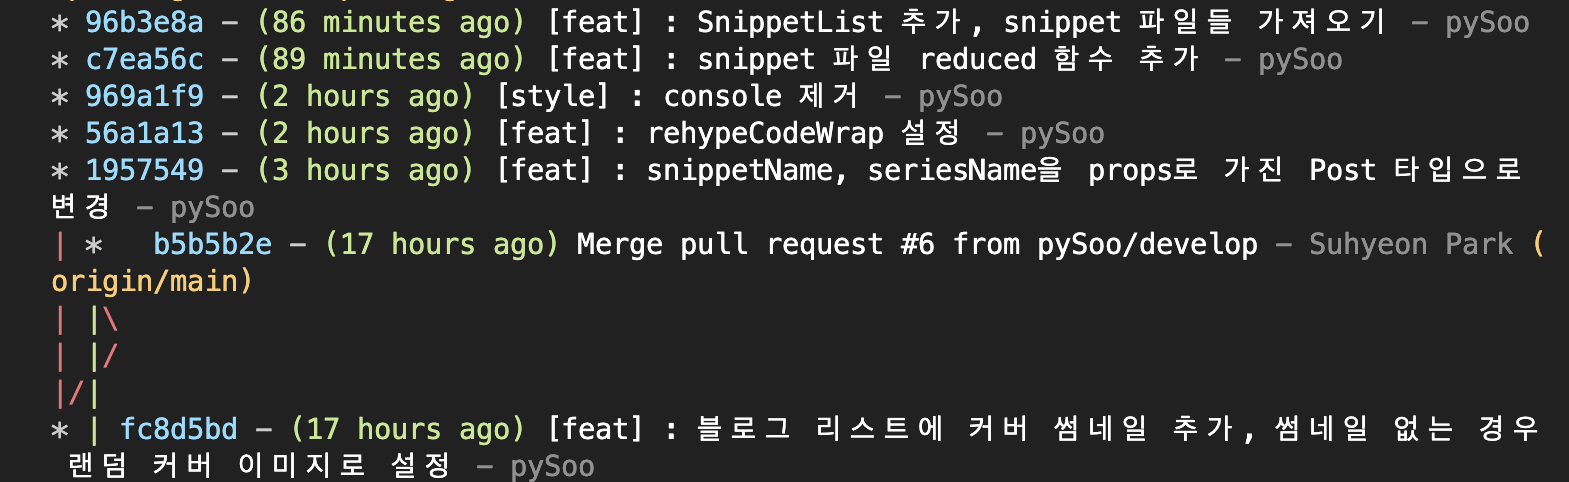 * 96b3e8a - (86 minutes ago) [feat] : SnippetList 추가, snippet 파일들 가져오기 - pySoo
* c7ea56c - (89 minutes ago) [feat] : snippet 파일 reduced 함수 추가 - pySoo
* 969a1f9 - (2 hours ago) [style] : console 제거 - pySoo
* 56a1a13 - (2 hours ago) [feat] : rehypeCodeWrap 설정 - pySoo
* 1957549 - (3 hours ago) [feat] : snippetName, seriesName을 props로 가진 Post 타입으로
변경 - pySoo
| *   b5b5b2e - (17 hours ago) Merge pull request #6 from pySoo/develop - Suhyeon Park (
origin/main)
| |\
| |/
|/|
* | fc8d5bd - (17 hours ago) [feat] : 블로그 리스트에 커버 썸네일 추가, 썸네일 없는 경우
랜덤 커버 이미지로 설정 - pySoo